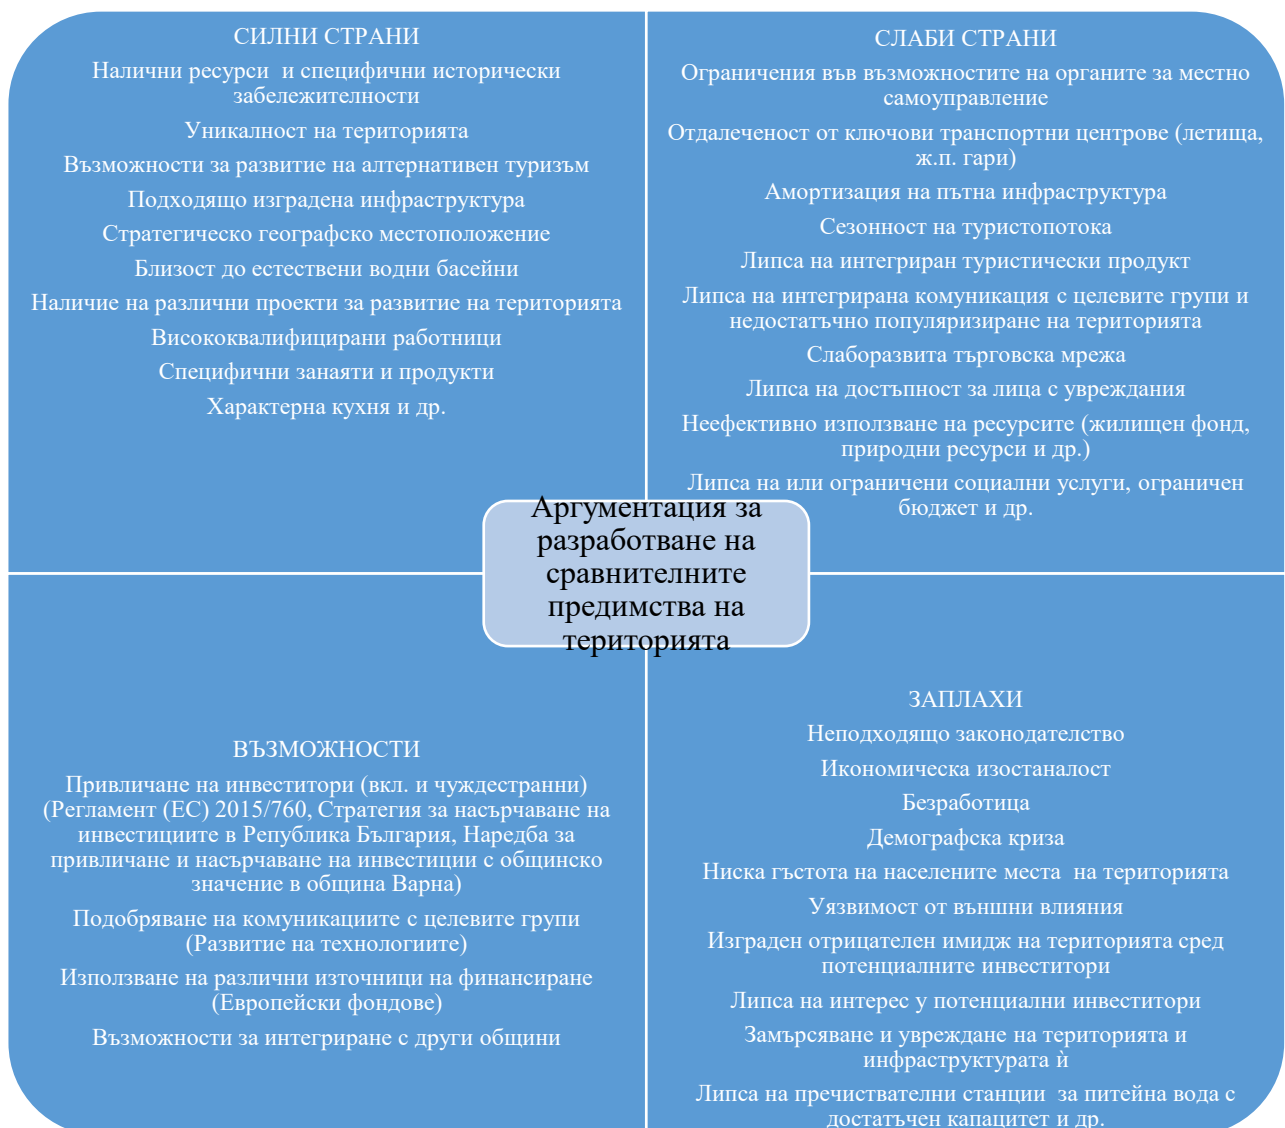 СИЛНИ СТРАНИ
Налични ресурси и специфични исторически
забележителности
Уникалност на територията
Възможности за развитие на алтернативен туризъм
Подходящо изградена инфраструктура
Стратегическо географско местоположение
Близост до естествени водни басейни
Наличие на различни проекти за развитие на територията
Висококвалифицирани работници
Специфични занаяти и продукти
Характерна кухня и др.
СЛАБИ СТРАНИ
Ограничения във възможностите на органите за местно
самоуправление
Отдалеченост от ключови транспортни центрове (летища,
ж.п. гари)
Амортизация на пътна инфраструктура
Сезонност на туристопотока
Липса на интегриран туристически продукт
Липса на интегрирана комуникация с целевите групи и
недостатъчно популяризиране на територията
Слаборазвита търговска мрежа
Липса на достъпност за лица с увреждания
Неефективно използване на ресурсите (жилищен фонд,
природни ресурси и др.)
Липса на или ограничени социални услуги, ограничен
бюджет и др.
Аргументация за
разработване на
сравнителните
предимства на
територията
ВЪЗМОЖНОСТИ
Привличане на инвеститори (вкл. и чуждестранни)
(Регламент (ЕС) 2015/760, Стратегия за насърчаване на
инвестициите в Република България, Наредба за
привличане и насърчаване на инвестиции с общинско
значение в община Варна)
Подобряване на комуникациите с целевите групи
(Развитие на технологиите)
Използване на различни източници на финансиране
(Европейски фондове)
Възможности за интегриране с други общини
ЗАПЛАХИ
Неподходящо законодателство
Икономическа изостаналост
Безработица
Демографска криза
Ниска гъстота на населените места на територията
Уязвимост от външни влияния
Изграден отрицателен имидж на територията сред
потенциалните инвеститори
Липса на интерес у потенциални инвеститори
Замърсяване и увреждане на територията и
инфраструктурата ѝ
Липса на пречиствателни станции за питейна вода с
достатъчен капацитет и др.